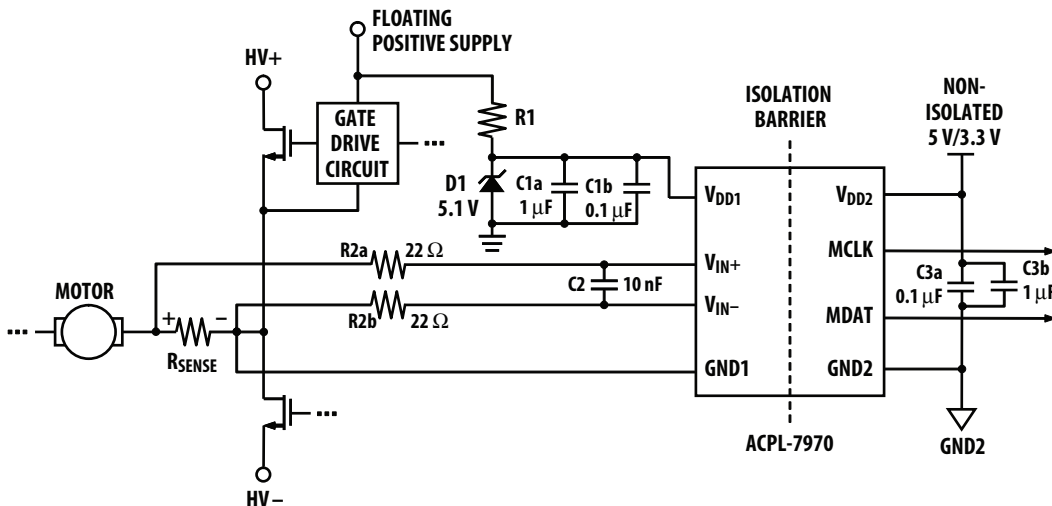 FLOATING
POSITIVE SUPPLY
HV+
GATE
DRIVE
CIRCUIT
R1
D1
5.1 V
C1a
1 μF
C1b
0.1 μF
ISOLATION
BARRIER
NON-
ISOLATED
5 V/3.3 V
VDD1
VDD2
MCLK
R2a
22 Ω
VIN+
C2
10 nF
C3a
0.1 μF
C3b
1 μF
MOTOR
+
−
RSENSE
R2b
22 Ω
VIN−
MDAT
GND1
GND2
ACPL-7970
GND2
HV−